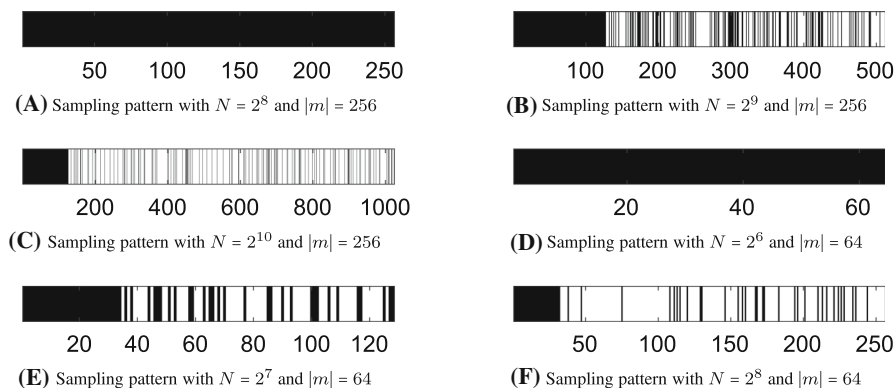 50 100 150 200 250
(A) Sampling pattern with N = 2^8 and |m| = 256
100 200 300 400 500
(B) Sampling pattern with N = 2^9 and |m| = 256
200 400 600 800 1000
(C) Sampling pattern with N = 2^10 and |m| = 256
20 40 60
(D) Sampling pattern with N = 2^6 and |m| = 64
20 40 60 80 100 120
(E) Sampling pattern with N = 2^7 and |m| = 64
50 100 150 200 250
(F) Sampling pattern with N = 2^8 and |m| = 64